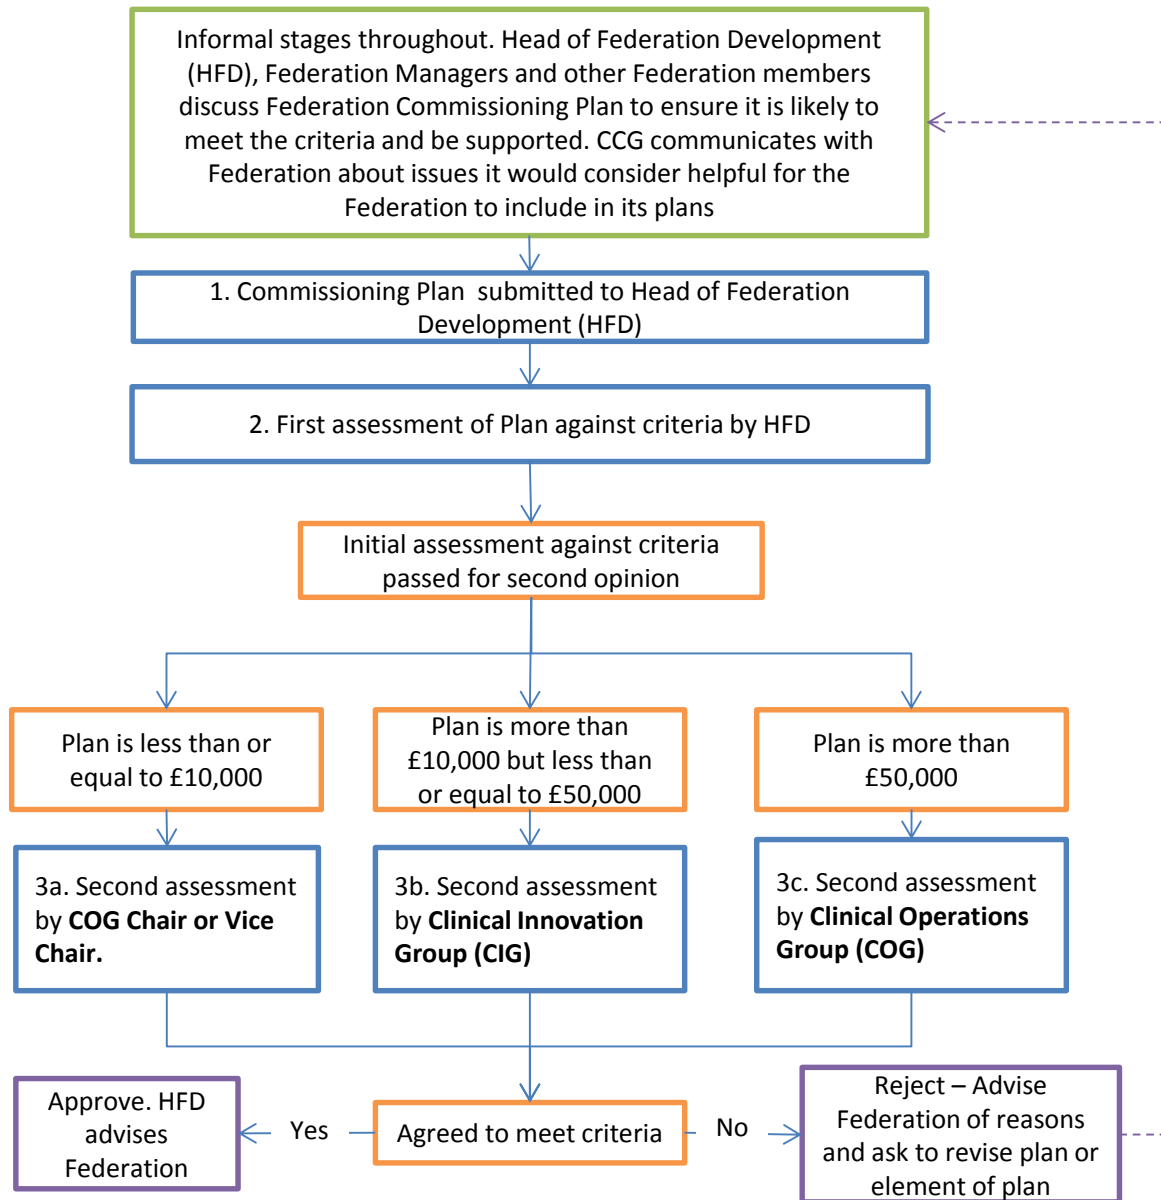 Informal stages throughout. Head of Federation Development
(HFD), Federation Managers and other Federation members
discuss Federation Commissioning Plan to ensure it is likely to
meet the criteria and be supported. CCG communicates with
Federation about issues it would consider helpful for the
Federation to include in its plans
1. Commissioning Plan submitted to Head of Federation
Development (HFD)
2. First assessment of Plan against criteria by HFD
Initial assessment against criteria
passed for second opinion
Plan is less than or
equal to £10,000
Plan is more than
£10,000 but less than
or equal to £50,000
Plan is more than
£50,000
3a. Second assessment
by COG Chair or Vice
Chair.
3b. Second assessment
by Clinical Innovation
Group (CIG)
3c. Second assessment
by Clinical Operations
Group (COG)
Approve. HFD
advises
Federation
Yes
Agreed to meet criteria
No
Reject – Advise
Federation of reasons
and ask to revise plan or
element of plan